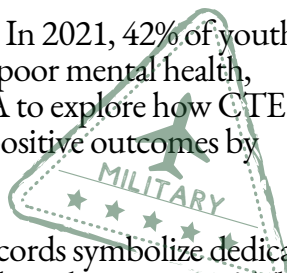 In 2021, 42% of youth
poor mental health,
to explore how CTE
ositive outcomes by
MILITARY
cords symbolize dedica